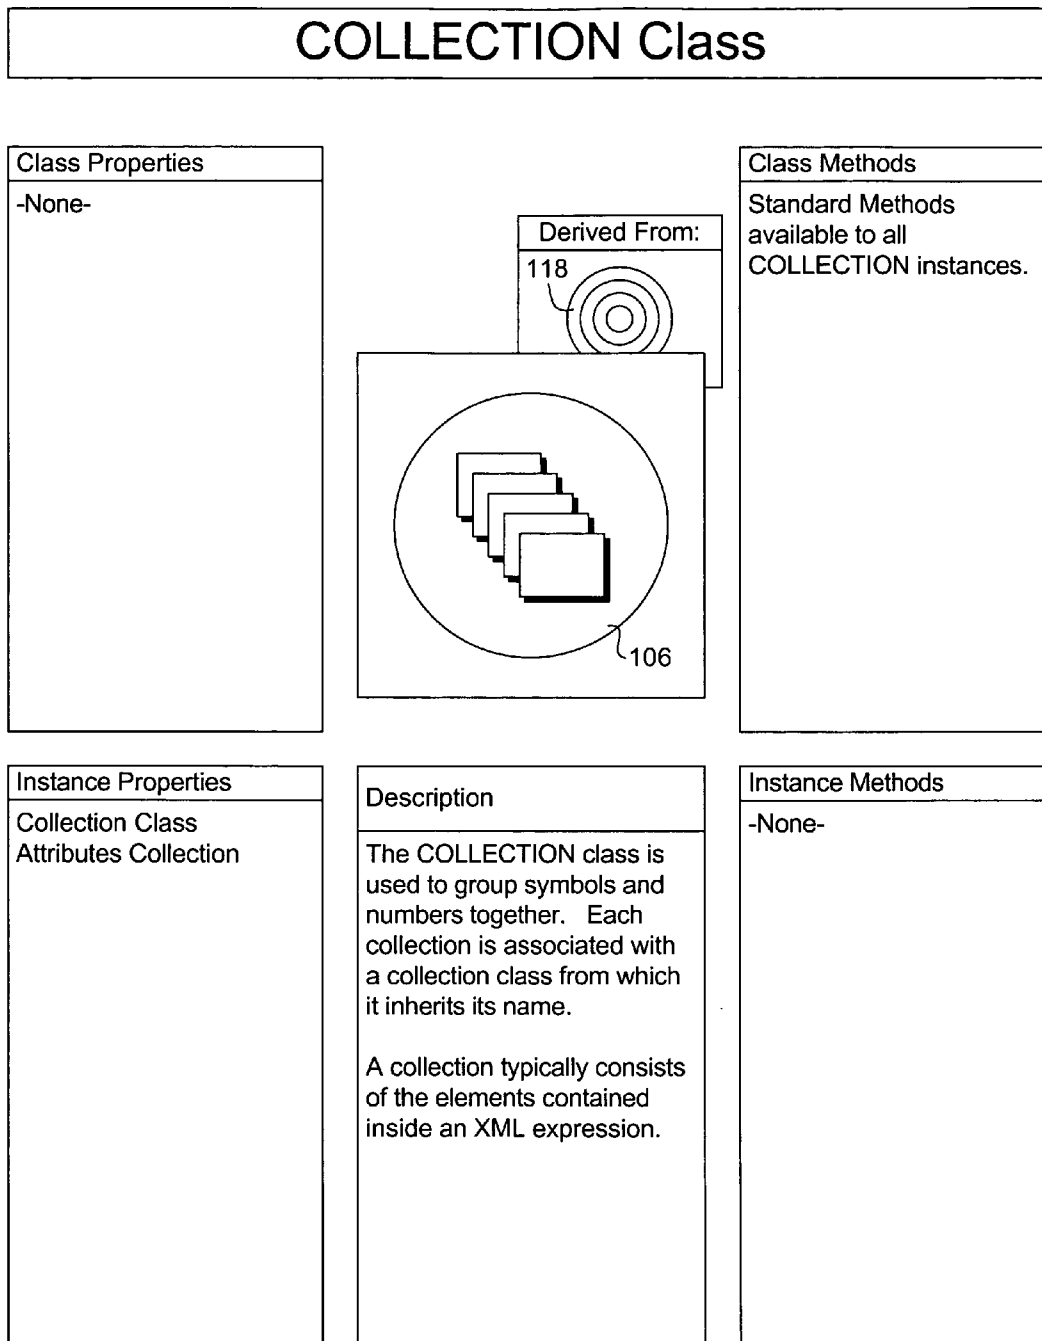 COLLECTION Class
Class Properties
-None-
Derived From:
118
106
Class Methods
Standard Methods
available to all
COLLECTION instances.
Instance Properties
Collection Class
Attributes Collection
Description
The COLLECTION class is
used to group symbols and
numbers together. Each
collection is associated with
a collection class from which
it inherits its name.
A collection typically consists
of the elements contained
inside an XML expression.
Instance Methods
-None-